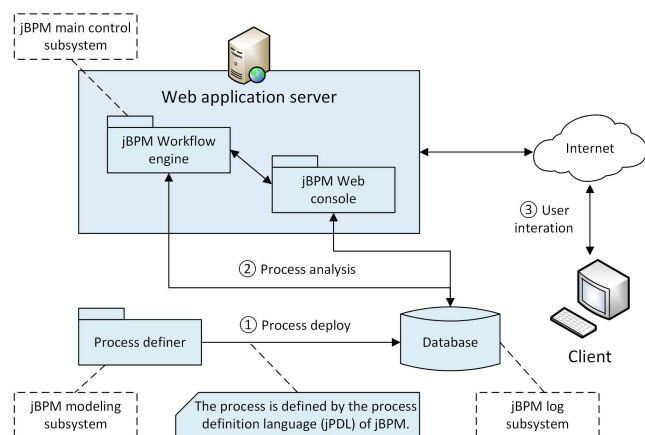 jBPM main control
subsystem
Web application server
jBPM Workflow
engine
jBPM Web
console
Internet
③ User
interation
② Process analysis
① Process deploy
Process definer
Database
Client
jBPM modeling
subsystem
The process is defined by the process
definition language (jPDL) of jBPM.
jBPM log
subsystem